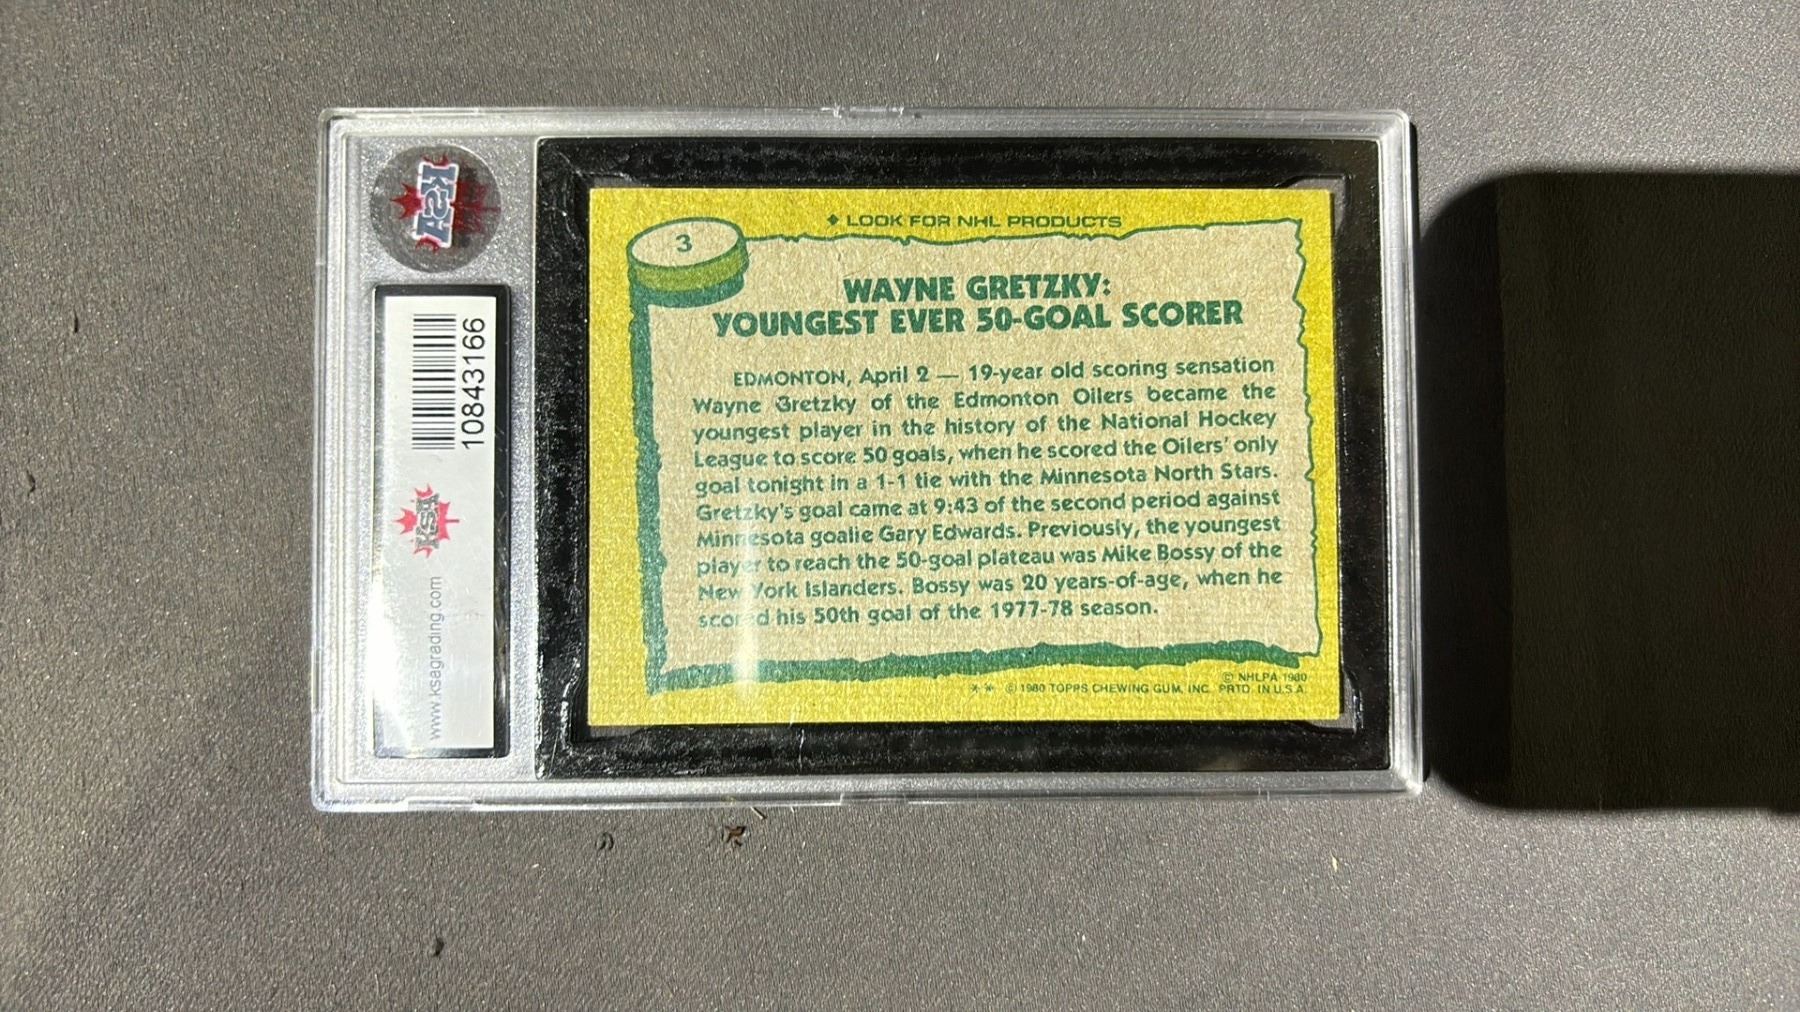 KSA
10843166
KSA
www.ksagrading.com
3
LOOK FOR NHL PRODUCTS
WAYNE GRETZKY:
YOUNGEST EVER 50-GOAL SCORER
EDMONTON, April 2 — 19-year old scoring sensation
Wayne Gretzky of the Edmonton Oilers became the
youngest player in the history of the National Hockey
League to score 50 goals, when he scored the Oilers' only
goal tonight in a 1-1 tie with the Minnesota North Stars.
Gretzky's goal came at 9:43 of the second period against
Minnesota goalie Gary Edwards. Previously, the youngest
player to reach the 50-goal plateau was Mike Bossy of the
New York Islanders. Bossy was 20 years-of-age, when he
scored his 50th goal of the 1977-78 season.
© NHLPA 1980
* * © 1980 TOPPS CHEWING GUM, INC. PRTD. IN U.S.A.